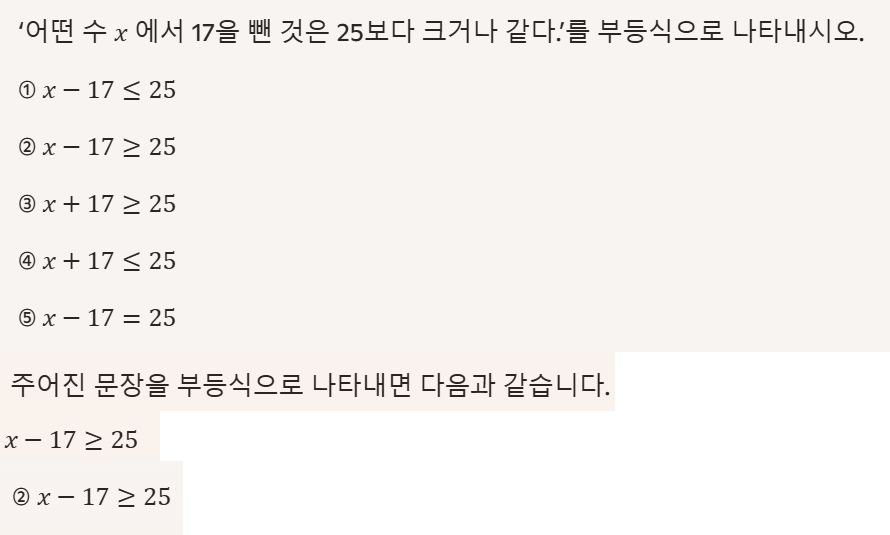 ‘어떤 수 x 에서 17을 뺀 것은 25보다 크거나 같다.’를 부등식으로 나타내시오.
① x − 17 ≤ 25
② x − 17 ≥ 25
③ x + 17 ≥ 25
④ x + 17 ≤ 25
⑤ x − 17 = 25
주어진 문장을 부등식으로 나타내면 다음과 같습니다.
x − 17 ≥ 25
② x − 17 ≥ 25